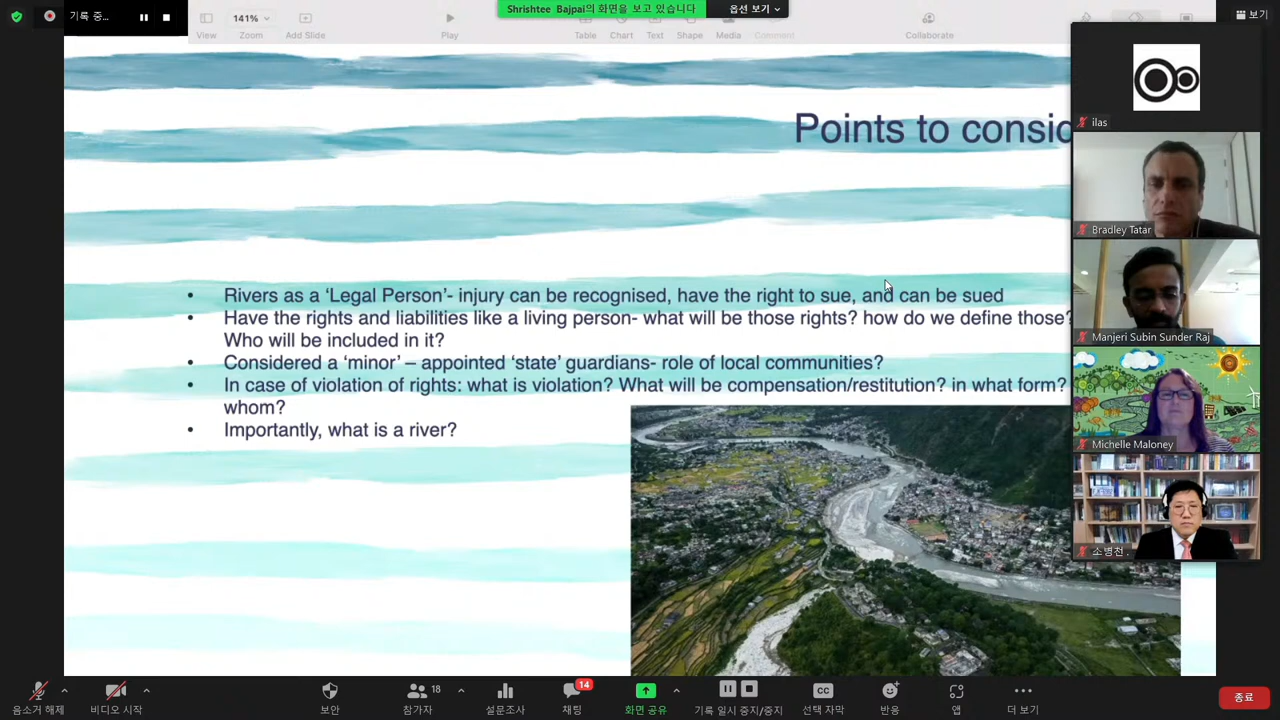 기록 중...
Shrishtee Bajpai의 화면을 보고 있습니다
옵션 보기
보기
141%
View
Zoom
Add Slide
Play
Table
Chart
Text
Shape
Media
Comment
Collaborate
ilas
Points to consid
Bradley Tatar
Rivers as a ‘Legal Person’- injury can be recognised, have the right to sue, and can be sued
Have the rights and liabilities like a living person- what will be those rights? how do we define those?
Who will be included in it?
Manjeri Subin Sunder Raj
Considered a ‘minor’ – appointed ‘state’ guardians- role of local communities?
In case of violation of rights: what is violation? What will be compensation/restitution? in what form?
whom?
Importantly, what is a river?
Michelle Maloney
소병천 .
음소거 해제
비디오 시작
보안
18
참가자
설문조사
14
채팅
화면 공유
기록 일시 중지/중지
CC
선택 자막
반응
앱
더 보기
종료